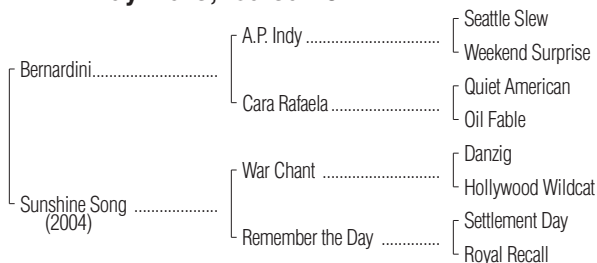 Bernardini
Sunshine Song
(2004)
A.P. Indy
Cara Rafaela
War Chant
Remember the Day
Seattle Slew
Weekend Surprise
Quiet American
Oil Fable
Danzig
Hollywood Wildcat
Settlement Day
Royal Recall